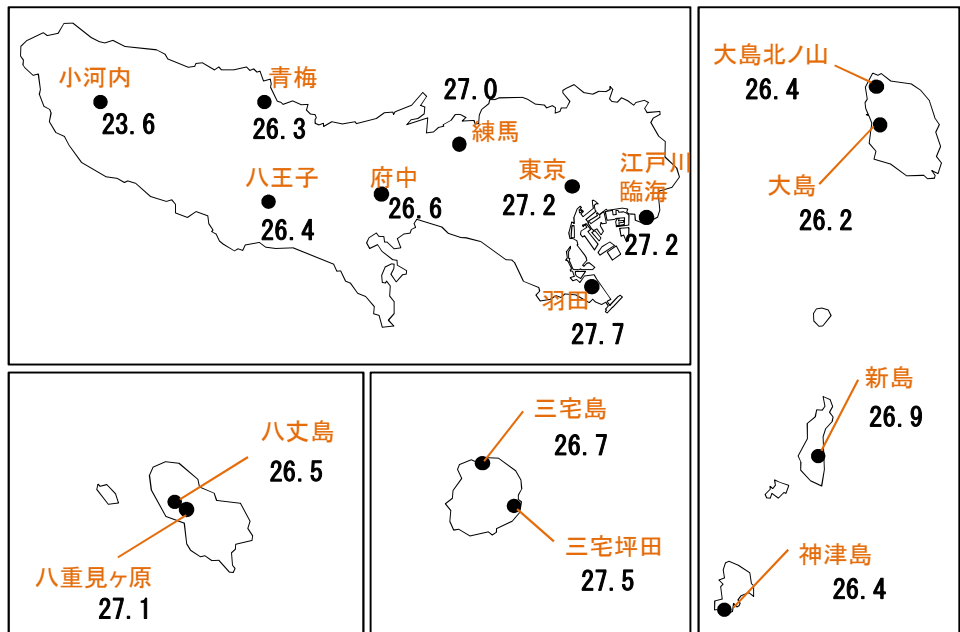 小河内
23.6
青梅
26.3
27.0
練馬
八王子
26.4
府中
26.6
東京
27.2
江戸川
臨海
27.2
羽田
27.7
大島北ノ山
26.4
大島
26.2
新島
26.9
神津島
26.4
八丈島
26.5
八重見ヶ原
27.1
三宅島
26.7
三宅坪田
27.5